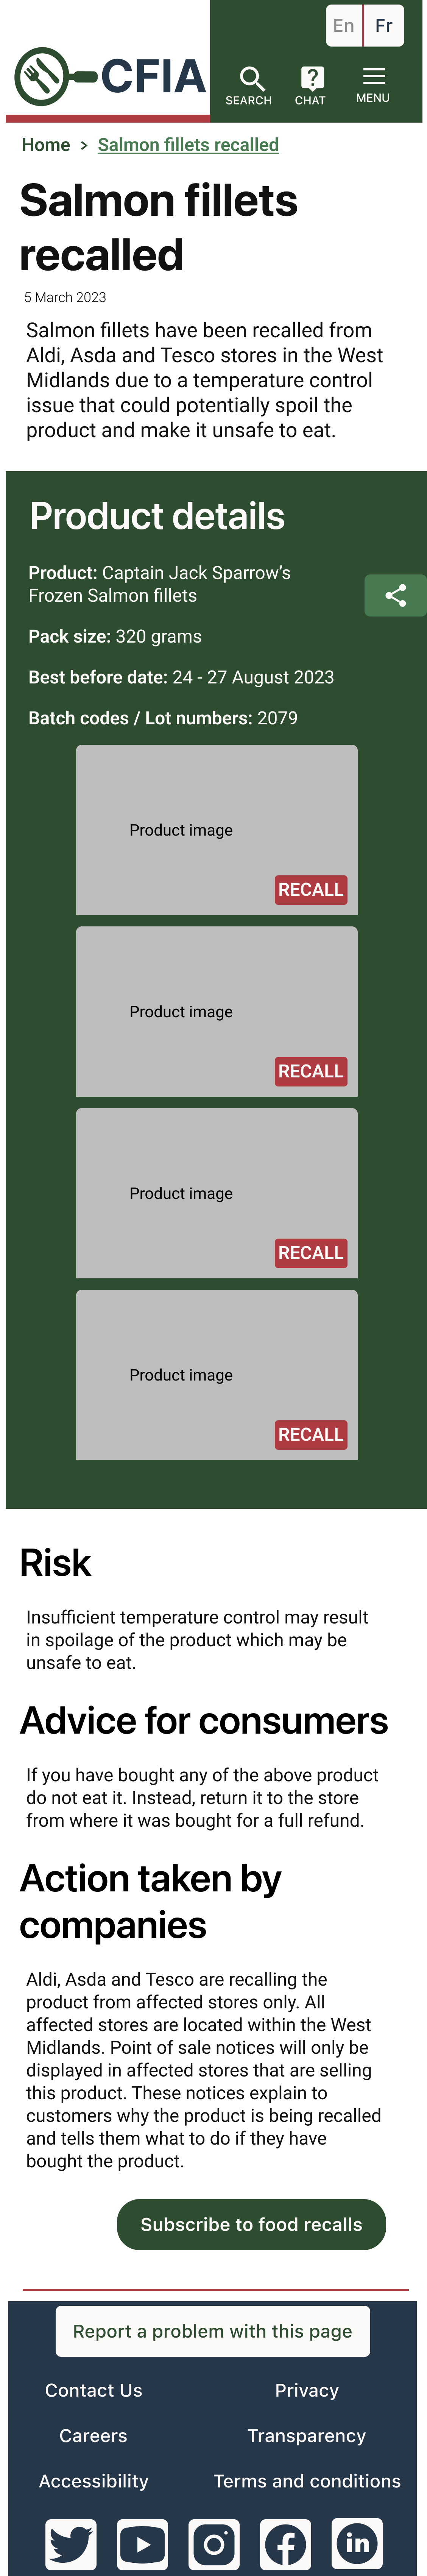 En Fr
CFIA
SEARCH CHAT MENU
Home > Salmon fillets recalled
Salmon fillets
recalled
5 March 2023
Salmon fillets have been recalled from
Aldi, Asda and Tesco stores in the West
Midlands due to a temperature control
issue that could potentially spoil the
product and make it unsafe to eat.
Product details
Product: Captain Jack Sparrow's
Frozen Salmon fillets
Pack size: 320 grams
Best before date: 24 - 27 August 2023
Batch codes / Lot numbers: 2079
Product image
RECALL
Product image
RECALL
Product image
RECALL
Product image
RECALL
Risk
Insufficient temperature control may result
in spoilage of the product which may be
unsafe to eat.
Advice for consumers
If you have bought any of the above product
do not eat it. Instead, return it to the store
from where it was bought for a full refund.
Action taken by
companies
Aldi, Asda and Tesco are recalling the
product from affected stores only. All
affected stores are located within the West
Midlands. Point of sale notices will only be
displayed in affected stores that are selling
this product. These notices explain to
customers why the product is being recalled
and tells them what to do if they have
bought the product.
Subscribe to food recalls
Report a problem with this page
Contact Us Privacy
Careers Transparency
Accessibility Terms and conditions